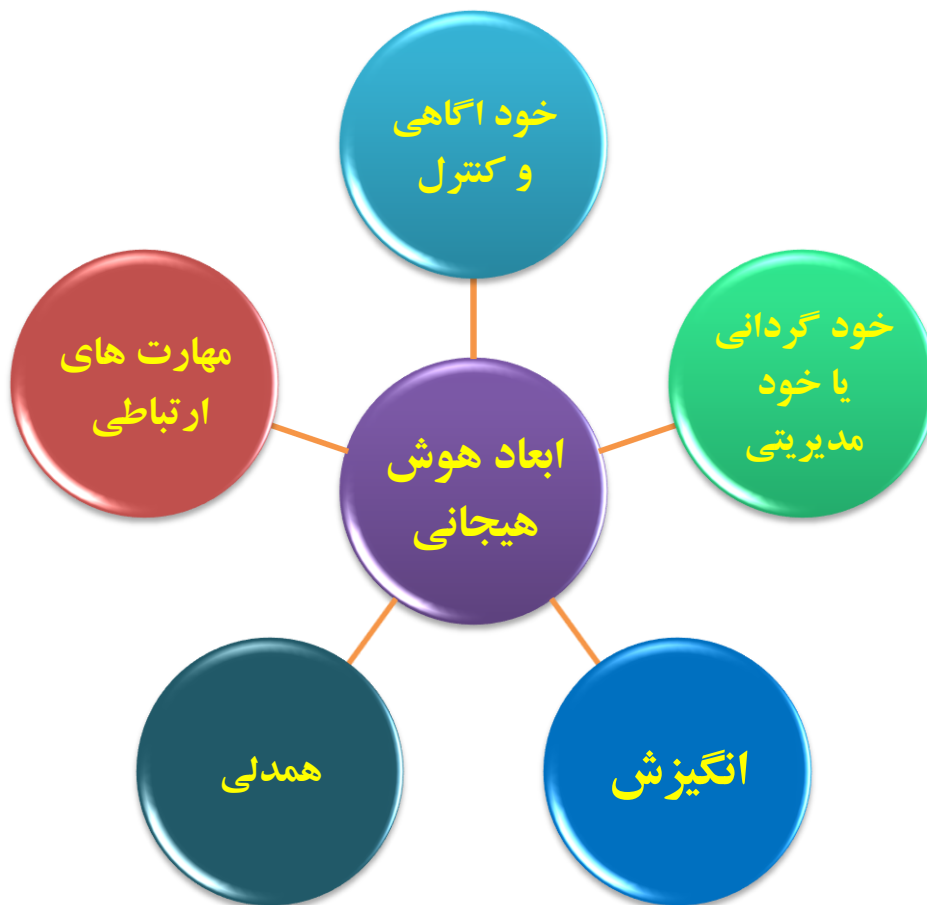 خود اگاهی
و کنترل
خود گردانی
یا خود
مدیریتی
مهارت های
ارتباطی
ابعاد هوش
هیجانی
انگیزش
همدلی